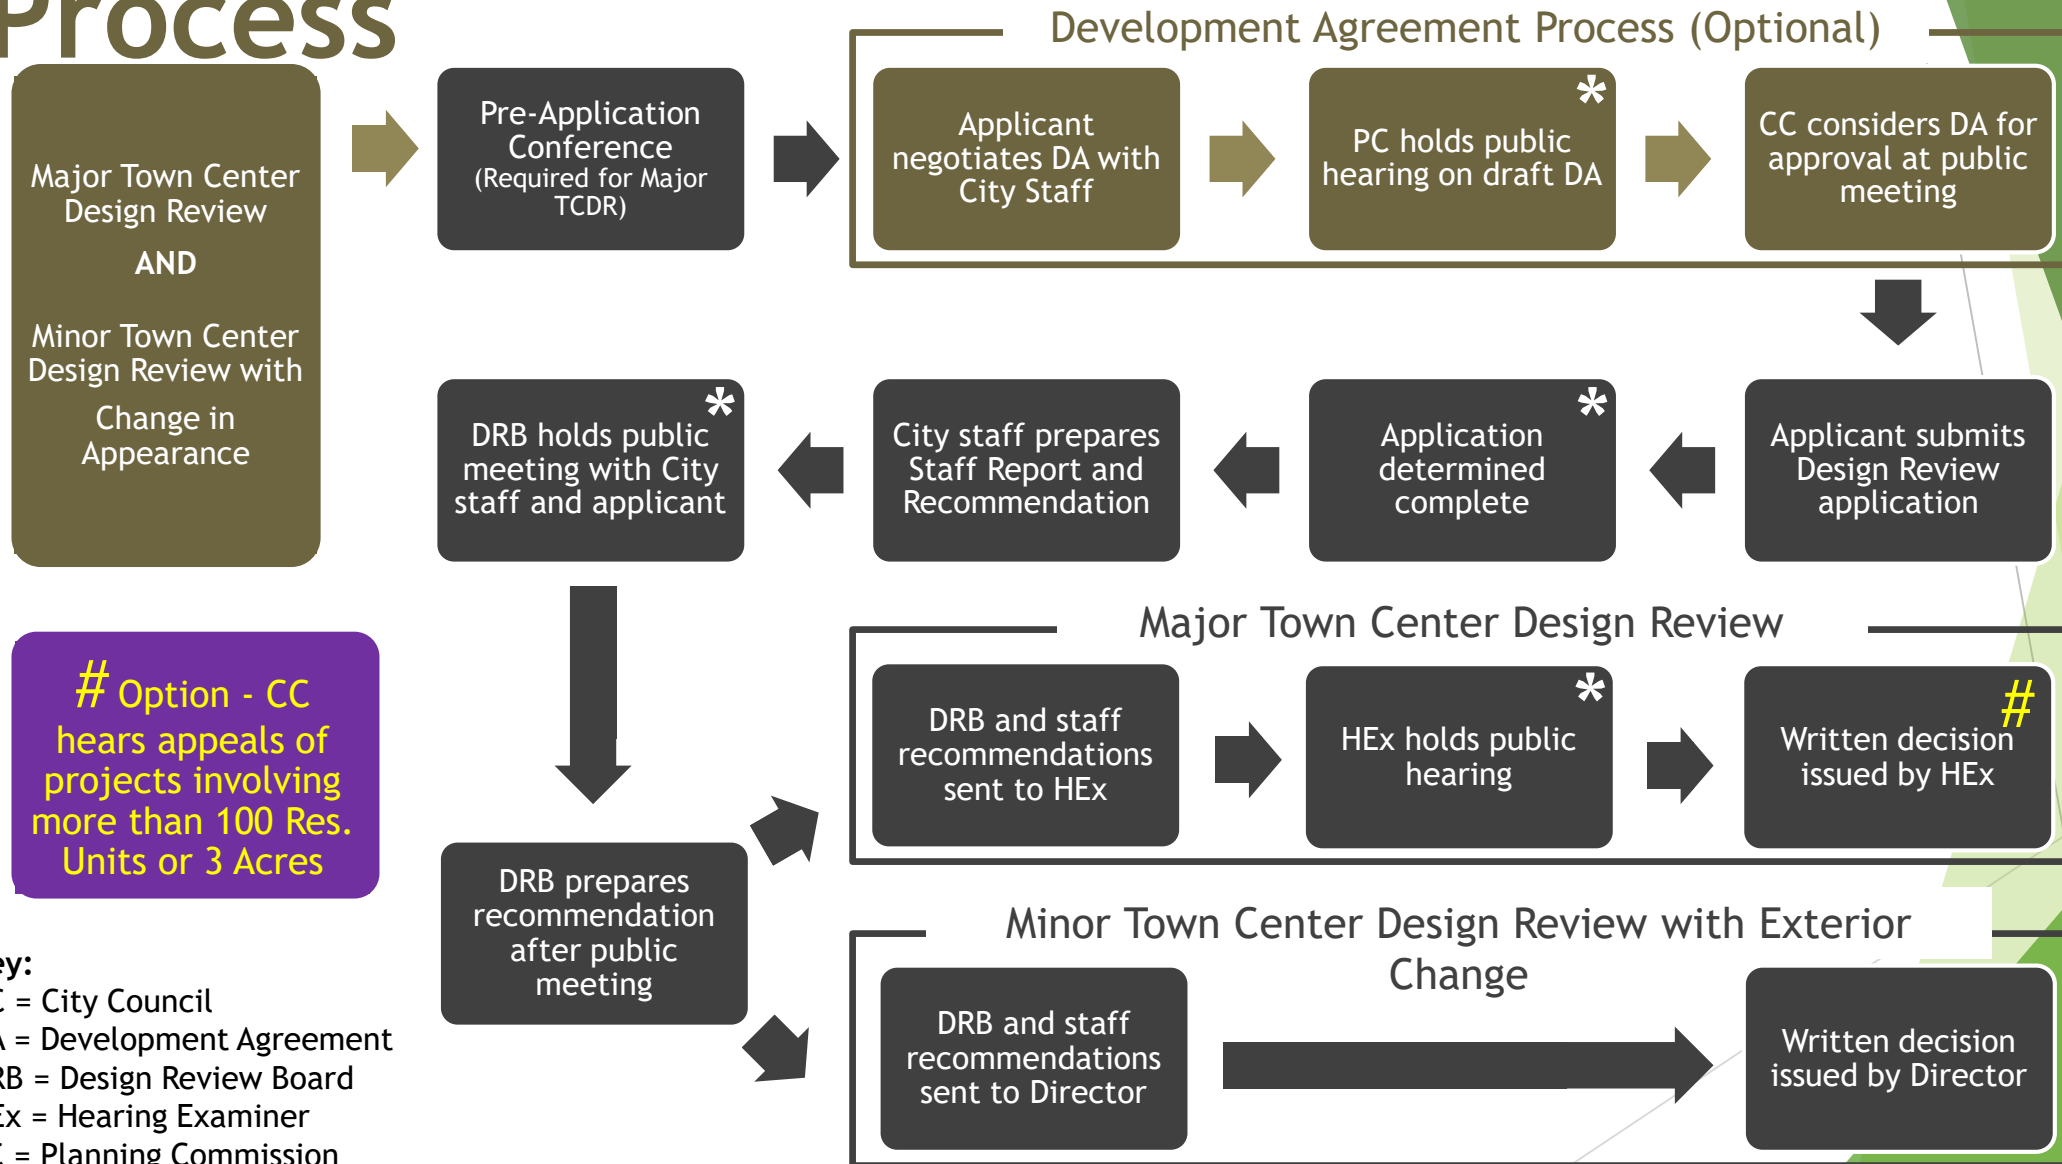 Process
Development Agreement Process (Optional)
Major Town Center
Design Review
AND
Minor Town Center
Design Review with
Change in
Appearance
Pre-Application
Conference
(Required for Major
TCDR)
Applicant
negotiates DA with
City Staff
*
PC holds public
hearing on draft DA
CC considers DA for
approval at public
meeting
*
DRB holds public
meeting with City
staff and applicant
City staff prepares
Staff Report and
Recommendation
*
Application
determined
complete
Applicant submits
Design Review
application
# Option - CC
hears appeals of
projects involving
more than 100 Res.
Units or 3 Acres
Major Town Center Design Review
DRB and staff
recommendations
sent to HEx
*
HEx holds public
hearing
#
Written decision
issued by HEx
DRB prepares
recommendation
after public
meeting
Minor Town Center Design Review with Exterior
Change
DRB and staff
recommendations
sent to Director
Written decision
issued by Director
ey:
C = City Council
A = Development Agreement
RB = Design Review Board
Ex = Hearing Examiner
C = Planning Commission